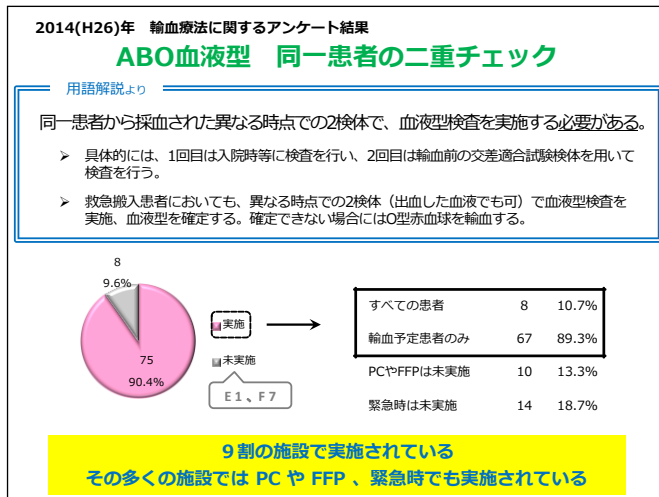 2014(H26)年　輸血療法に関するアンケート結果
ABO血液型　同一患者の二重チェック
用語解説より
同一患者から採血された異なる時点での2検体で、血液型検査を実施する必要がある。
➢ 具体的には、1回目は入院時等に検査を行い、2回目は輸血前の交差適合試験検体を用いて
検査を行う。
➢ 救急搬入患者においても、異なる時点での2検体（出血した血液でも可）で血液型検査を
実施、血液型を確定する。確定できない場合にはO型赤血球を輸血する。
8
9.6%
75
90.4%
実施
未実施
E１、F７
すべての患者 8 10.7%
輸血予定患者のみ 67 89.3%
PCやFFPは未実施 10 13.3%
緊急時は未実施 14 18.7%
９割の施設で実施されている
その多くの施設では PC や FFP 、緊急時でも実施されている